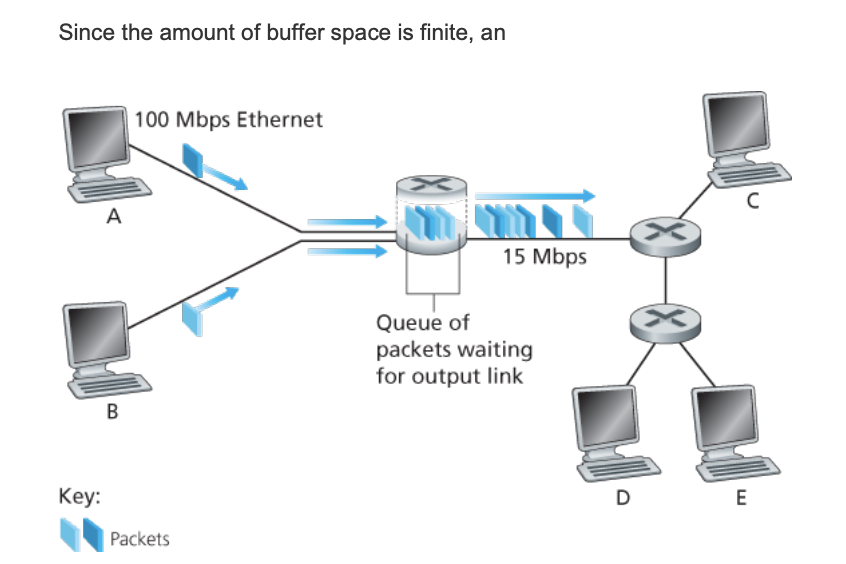 Since the amount of buffer space is finite, an
100 Mbps Ethernet
A
C
15 Mbps
Queue of
packets waiting
for output link
B
D
E
Key:
Packets